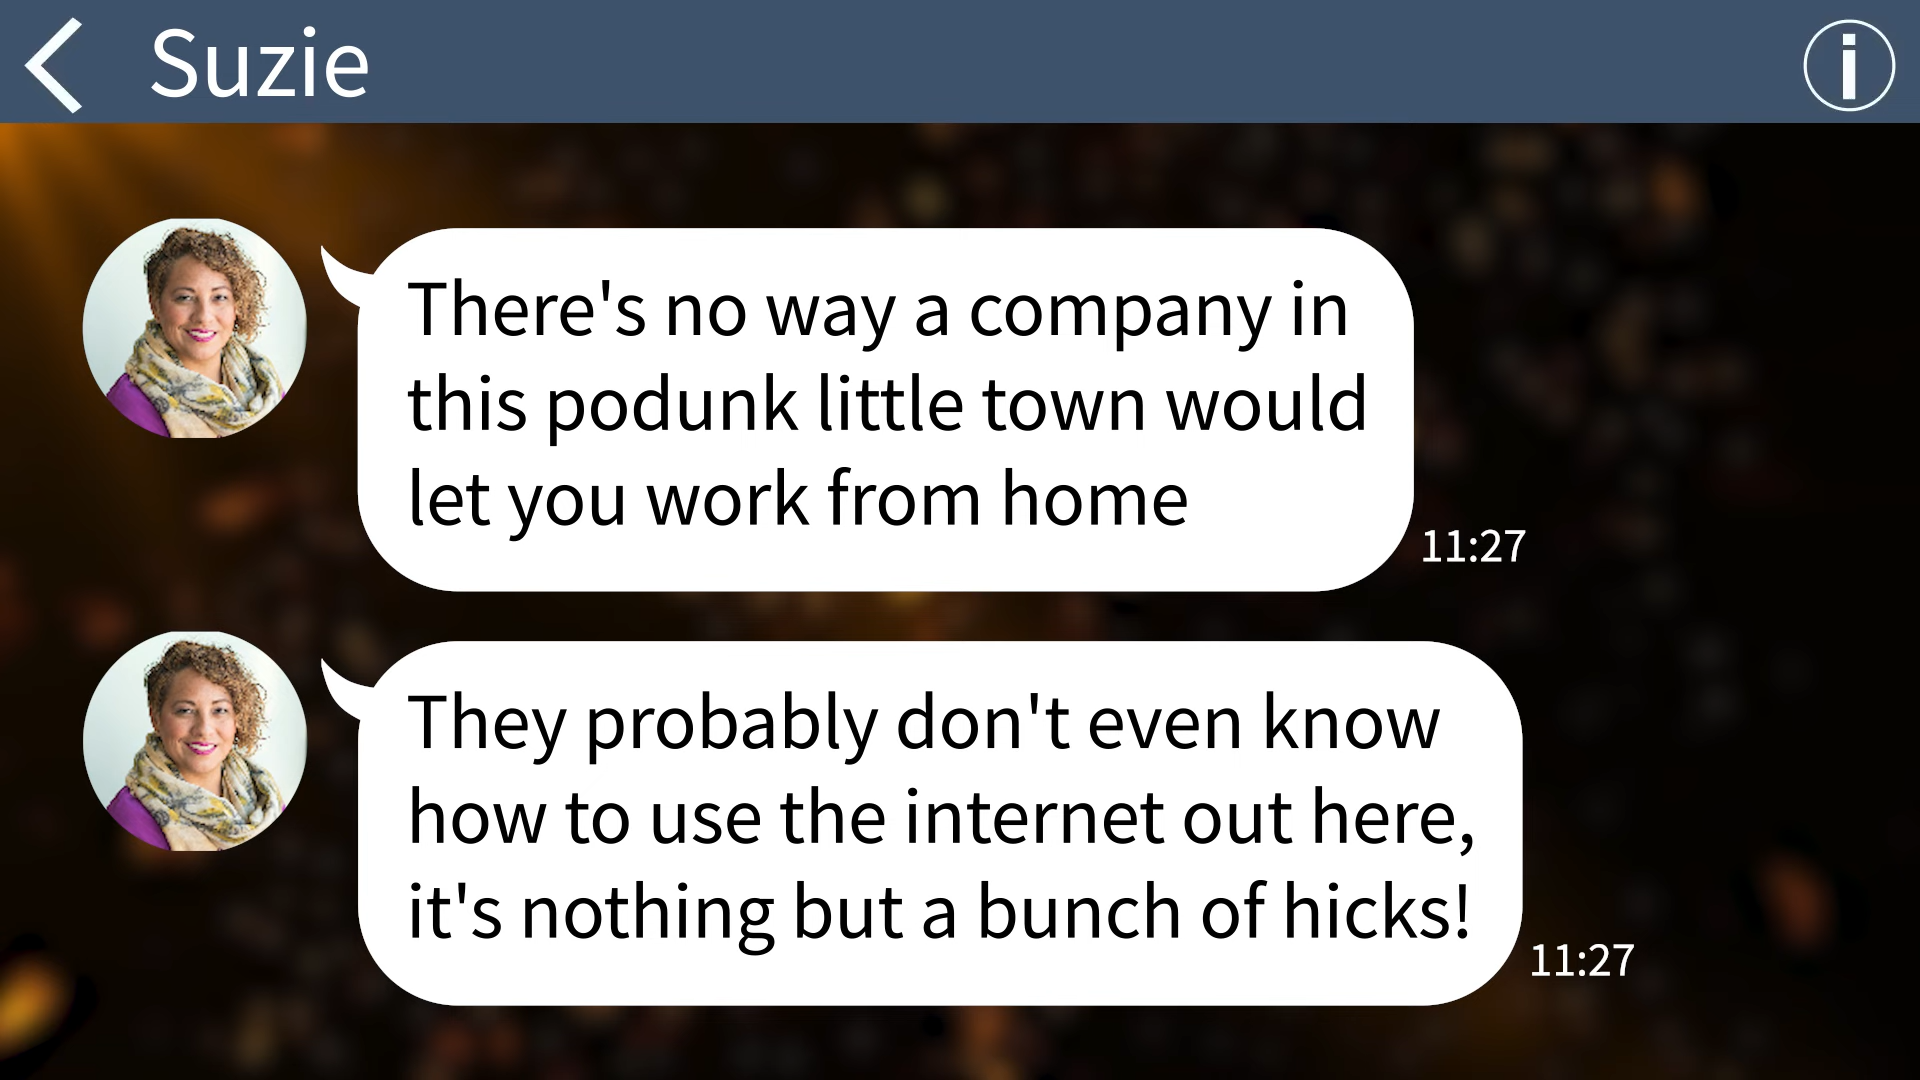 Suzie
There's no way a company in
this podunk little town would
let you work from home
11:27
They probably don't even know
how to use the internet out here,
it's nothing but a bunch of hicks!
11:27